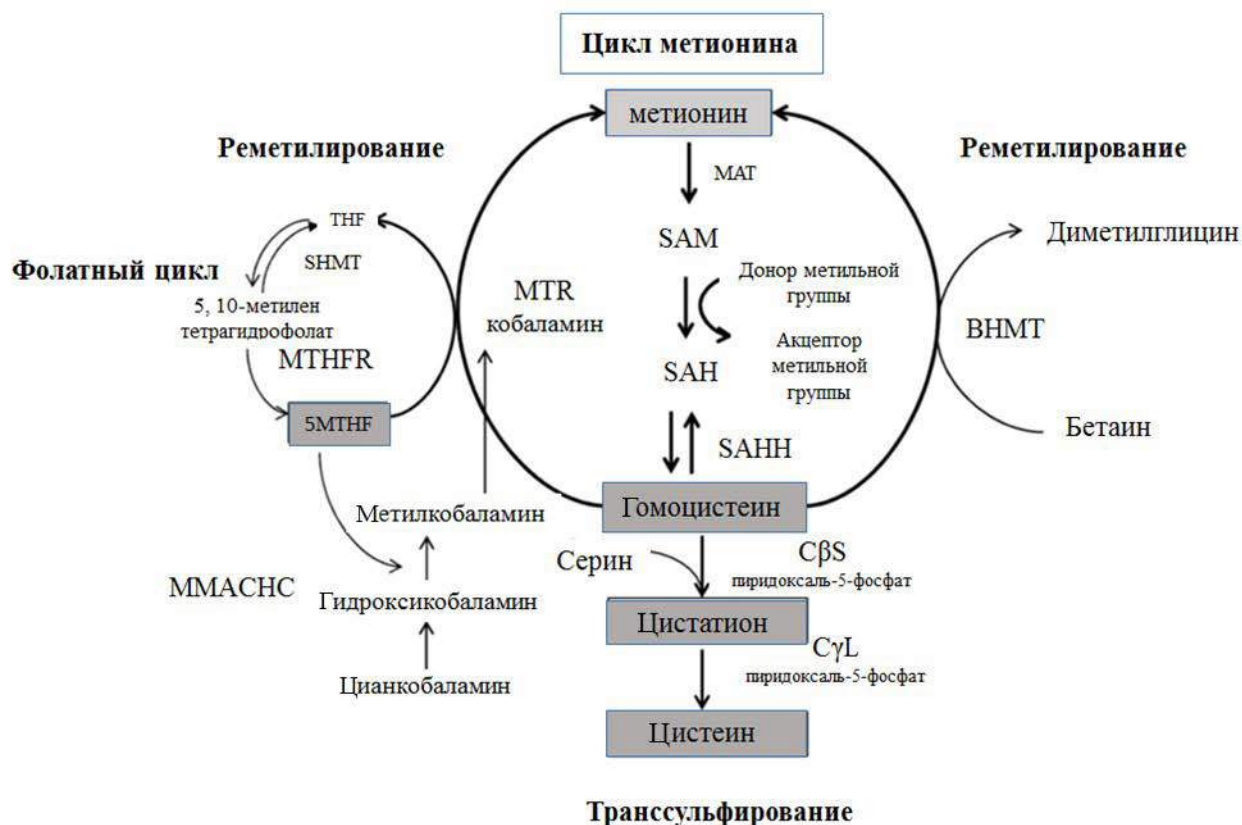 Цикл метионина
метионин
Реметилирование
Реметилирование
MAT
THF
SAM
Диметилглицин
Фолатный цикл
SHMT
Донор метильной
группы
5, 10-метилен
тетрагидрофолат
MTR
кобаламин
BHMT
MTHFR
Акцептор
метильной
группы
SAH
5MTHF
Бетаин
SAHH
Метилкобаламин
Гомоцистеин
Серин
CβS
пиридоксаль-5-фосфат
MMACHC
Гидроксикобаламин
Цистатион
CγL
пиридоксаль-5-фосфат
Цианкобаламин
Цистеин
Транссульфирование